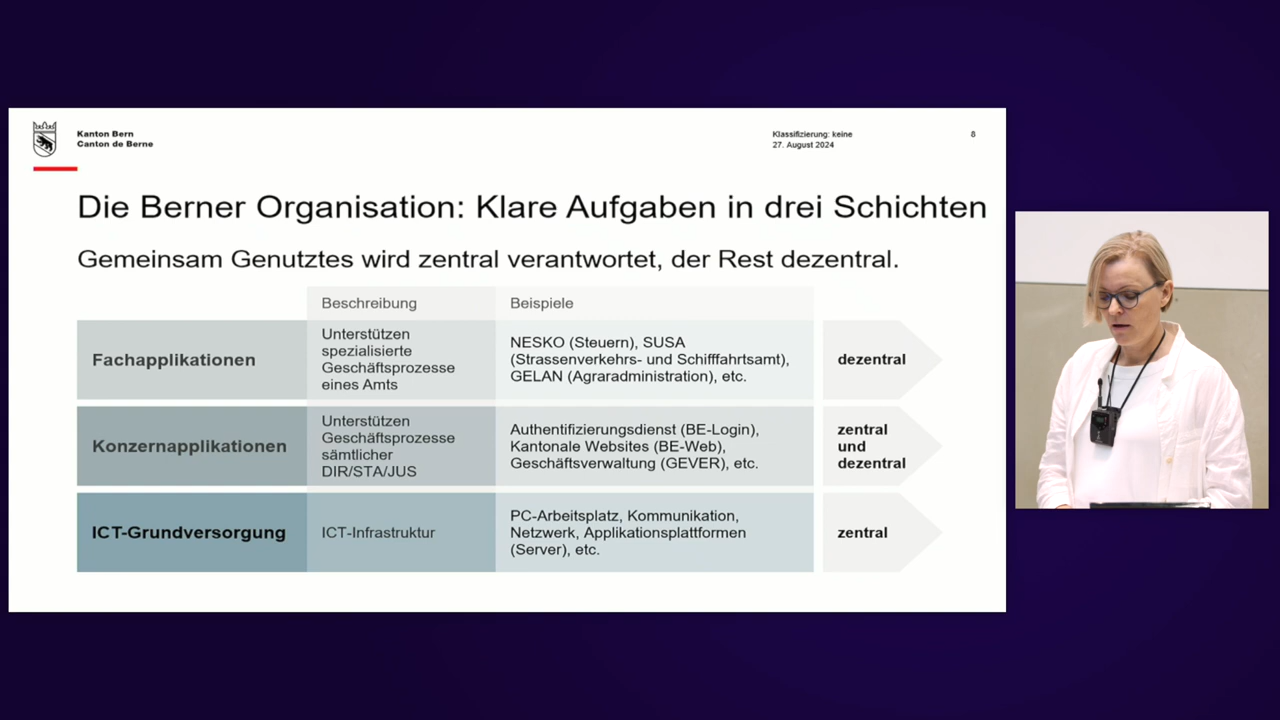 Kanton Bern
Canton de Berne
Klassifizierung: keine
27. August 2024
8
Die Berner Organisation: Klare Aufgaben in drei Schichten
Gemeinsam Genutztes wird zentral verantwortet, der Rest dezentral.
Beschreibung
Beispiele
Fachapplikationen
Unterstützen
spezialisierte
Geschäftsprozesse
eines Amts
NESKO (Steuern), SUSA
(Strassenverkehrs- und Schifffahrtsamt),
GELAN (Agraradministration), etc.
dezentral
Konzernapplikationen
Unterstützen
Geschäftsprozesse
sämtlicher
DIR/STA/JUS
Authentifizierungsdienst (BE-Login),
Kantonale Websites (BE-Web),
Geschäftsverwaltung (GEVER), etc.
zentral
und
dezentral
ICT-Grundversorgung
ICT-Infrastruktur
PC-Arbeitsplatz, Kommunikation,
Netzwerk, Applikationsplattformen
(Server), etc.
zentral